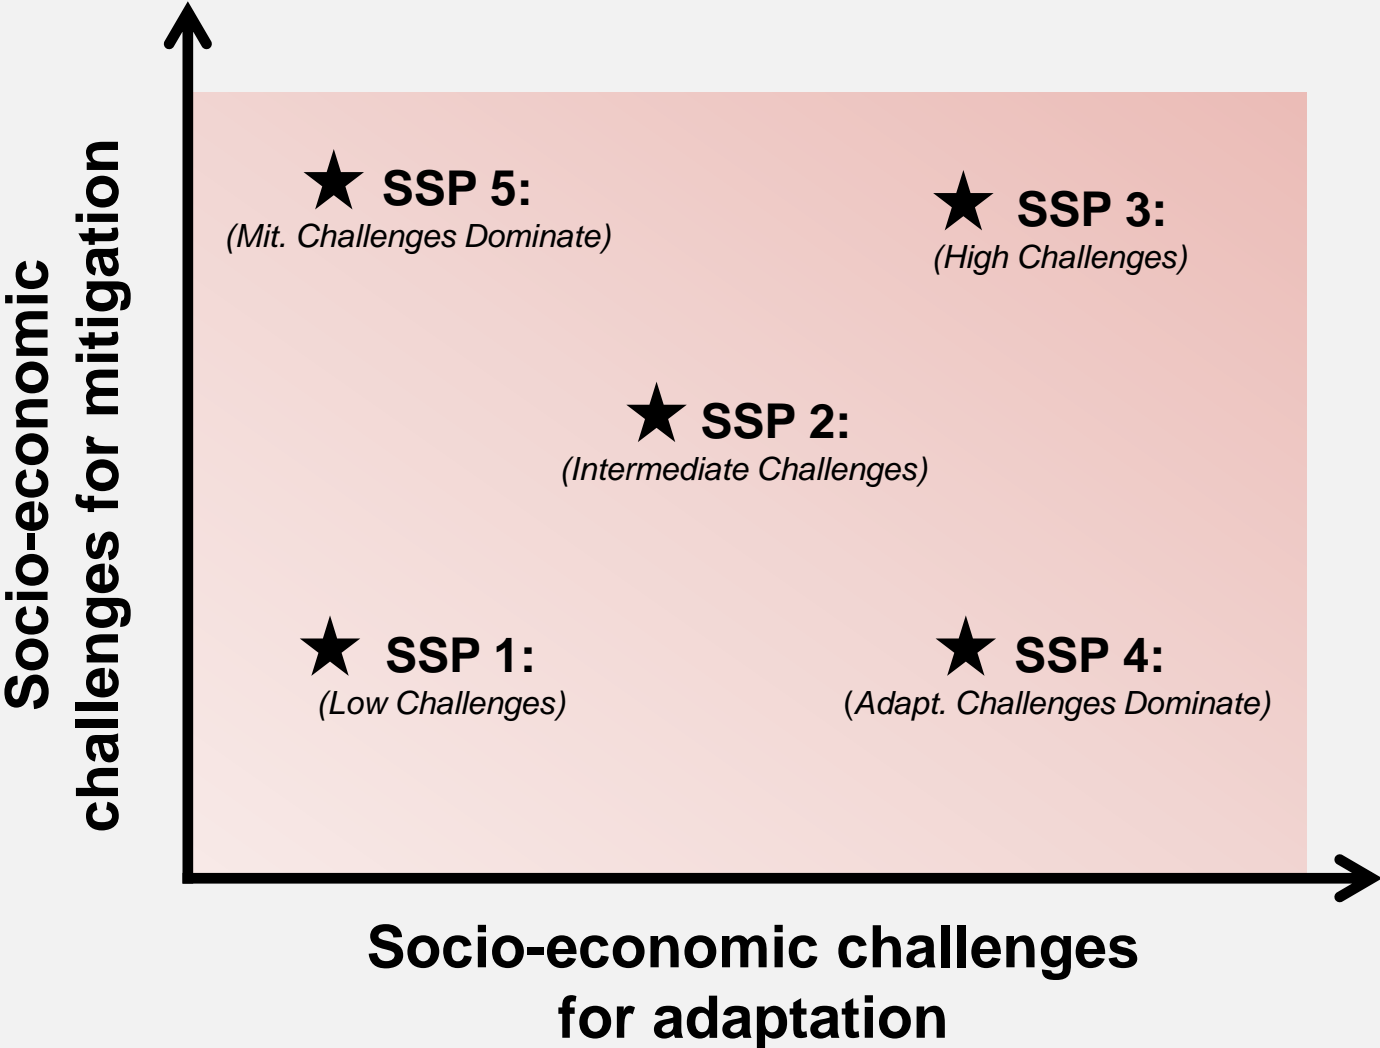 Socio-economic
challenges for mitigation
SSP 5:
(Mit. Challenges Dominate)
SSP 3:
(High Challenges)
SSP 2:
(Intermediate Challenges)
SSP 1:
(Low Challenges)
SSP 4:
(Adapt. Challenges Dominate)
Socio-economic challenges
for adaptation